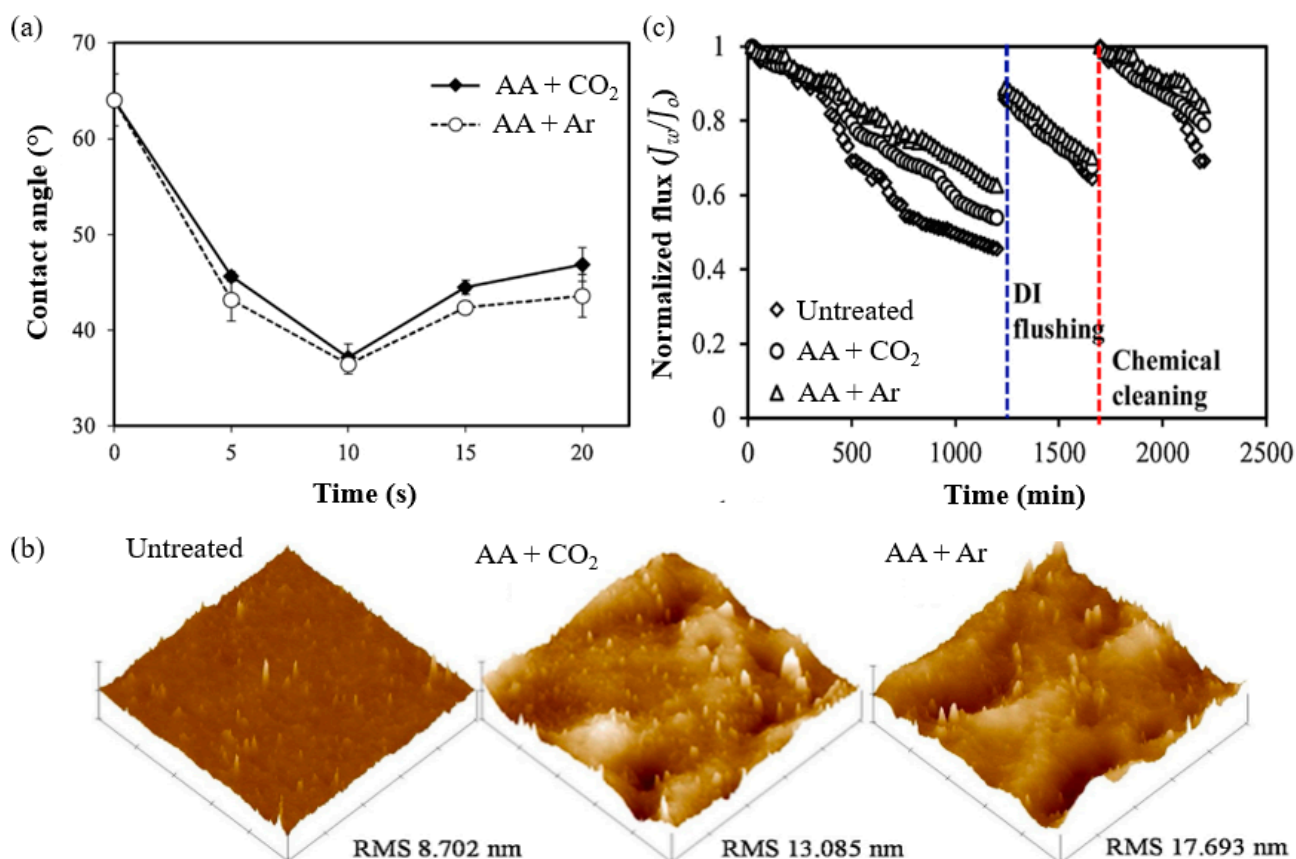 (a)
70
60
50
40
30
Contact angle (°)
AA + CO₂
AA + Ar
0 5 10 15 20
Time (s)
(c)
1
0.8
0.6
0.4
0.2
0
Normalized flux (J_w/J_o)
Untreated
AA + CO₂
AA + Ar
DI
flushing
Chemical
cleaning
0 500 1000 1500 2000 2500
Time (min)
(b)
Untreated
AA + CO₂
AA + Ar
RMS 8.702 nm
RMS 13.085 nm
RMS 17.693 nm